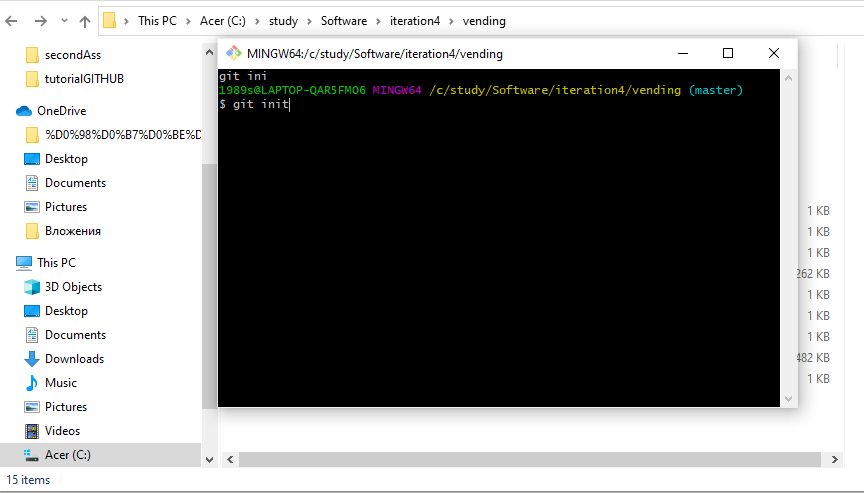 This PC > Acer (C:) > study > Software > iteration4 > vending
secondAss
tutorialGITHUB
OneDrive
%D0%98%D0%B7%D0%BE%D
Desktop
Documents
Pictures
Вложения
This PC
3D Objects
Desktop
Documents
Downloads
Music
Pictures
Videos
Acer (C:)
MINGW64:/c/study/Software/iteration4/vending
git ini
1989s@LAPTOP-QAR5FMO6 MINGW64 /c/study/Software/iteration4/vending (master)
$ git init
1 KB
1 KB
1 KB
262 KB
1 KB
1 KB
1 KB
482 KB
1 KB
15 items